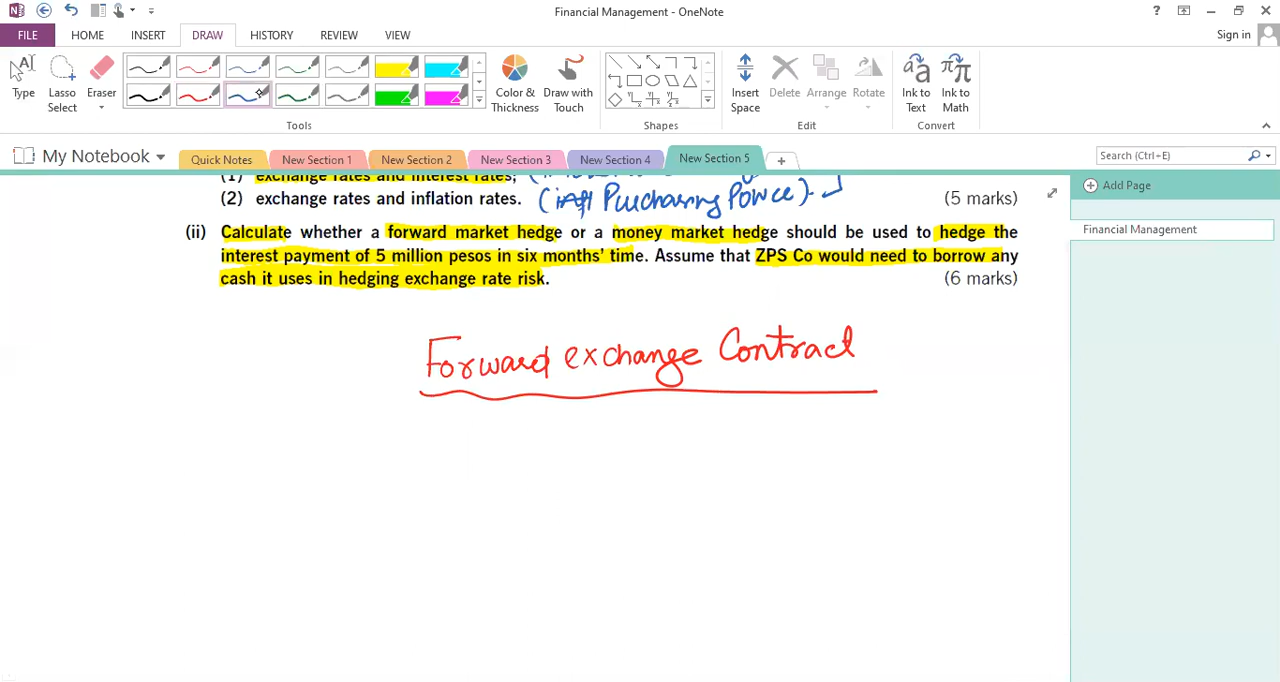 Financial Management - OneNote
?
Sign in
FILE HOME INSERT DRAW HISTORY REVIEW VIEW
Type
Lasso Select
Eraser
Color & Thickness
Draw with Touch
Insert Space
Delete
Arrange
Rotate
Ink to Text
Ink to Math
Tools
Shapes
Edit
Convert
My Notebook
Quick Notes New Section 1 New Section 2 New Section 3 New Section 4 New Section 5
Search (Ctrl+E)
Add Page
Financial Management
(1) exchange rates and interest rates;
(2) exchange rates and inflation rates. Purchasing (5 marks)
(ii) Calculate whether a forward market hedge or a money market hedge should be used to hedge the
interest payment of 5 million pesos in six months' time. Assume that ZPS Co would need to borrow any
cash it uses in hedging exchange rate risk. (6 marks)
Forward exchange Contract